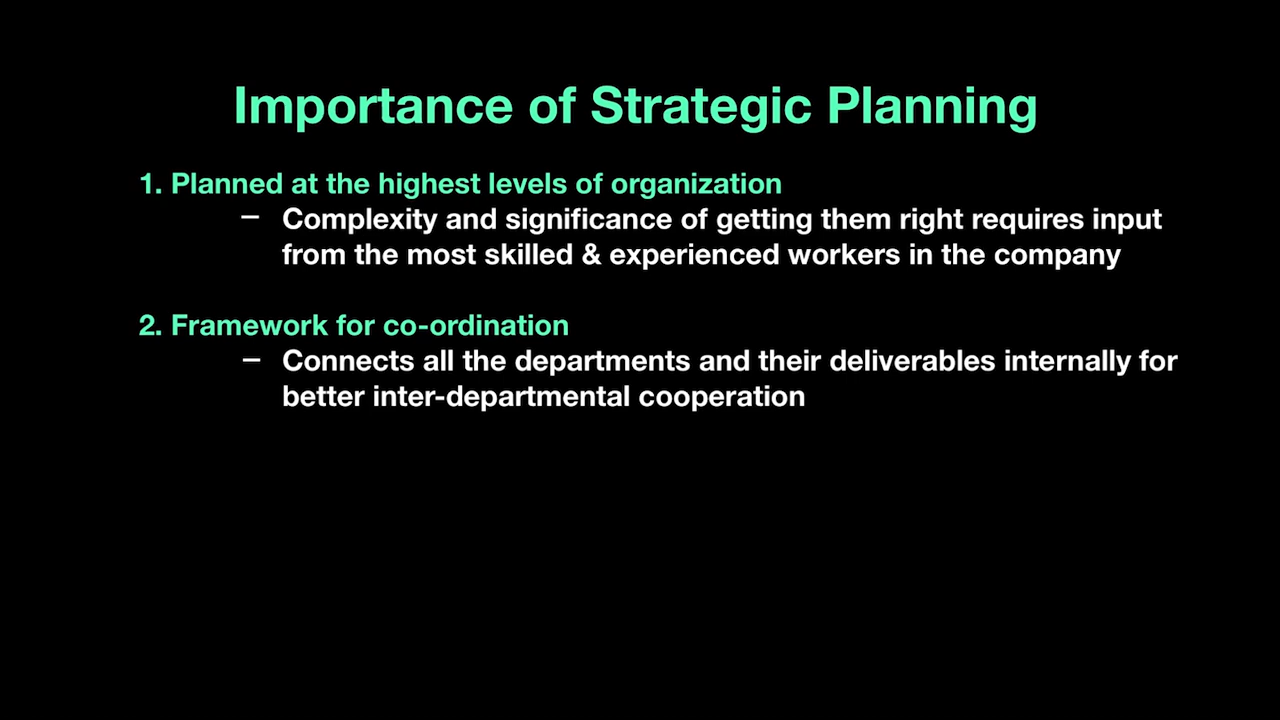 Importance of Strategic Planning
1. Planned at the highest levels of organization
– Complexity and significance of getting them right requires input
from the most skilled & experienced workers in the company
2. Framework for co-ordination
– Connects all the departments and their deliverables internally for
better inter-departmental cooperation